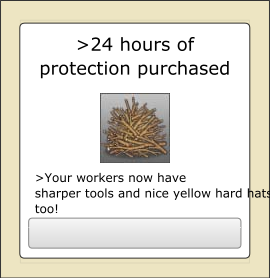 >24 hours of
protection purchased
>Your workers now have
sharper tools and nice yellow hard hats
too!